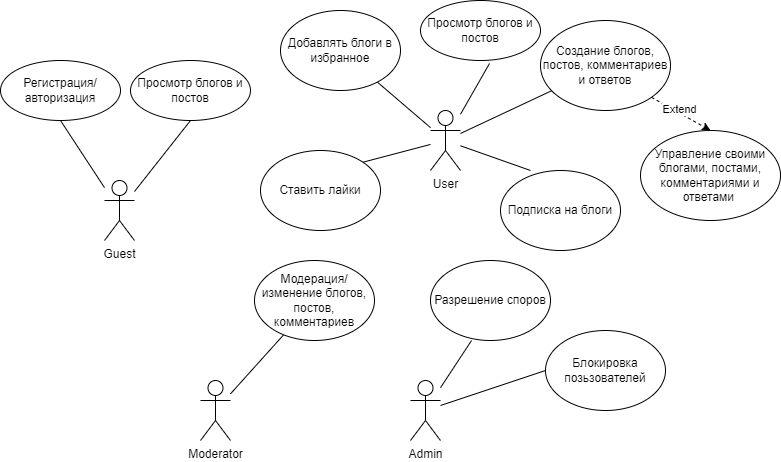 Добавлять блоги в
избранное
Просмотр блогов и
постов
Создание блогов,
постов, комментариев
и ответов
Регистрация/
авторизация
Просмотр блогов и
постов
Extend
Управление своими
блогами, постами,
комментариями и
ответами
Ставить лайки
User
Подписка на блоги
Guest
Модерация/
изменение блогов,
постов,
комментариев
Разрешение споров
Блокировка
пользователей
Moderator
Admin